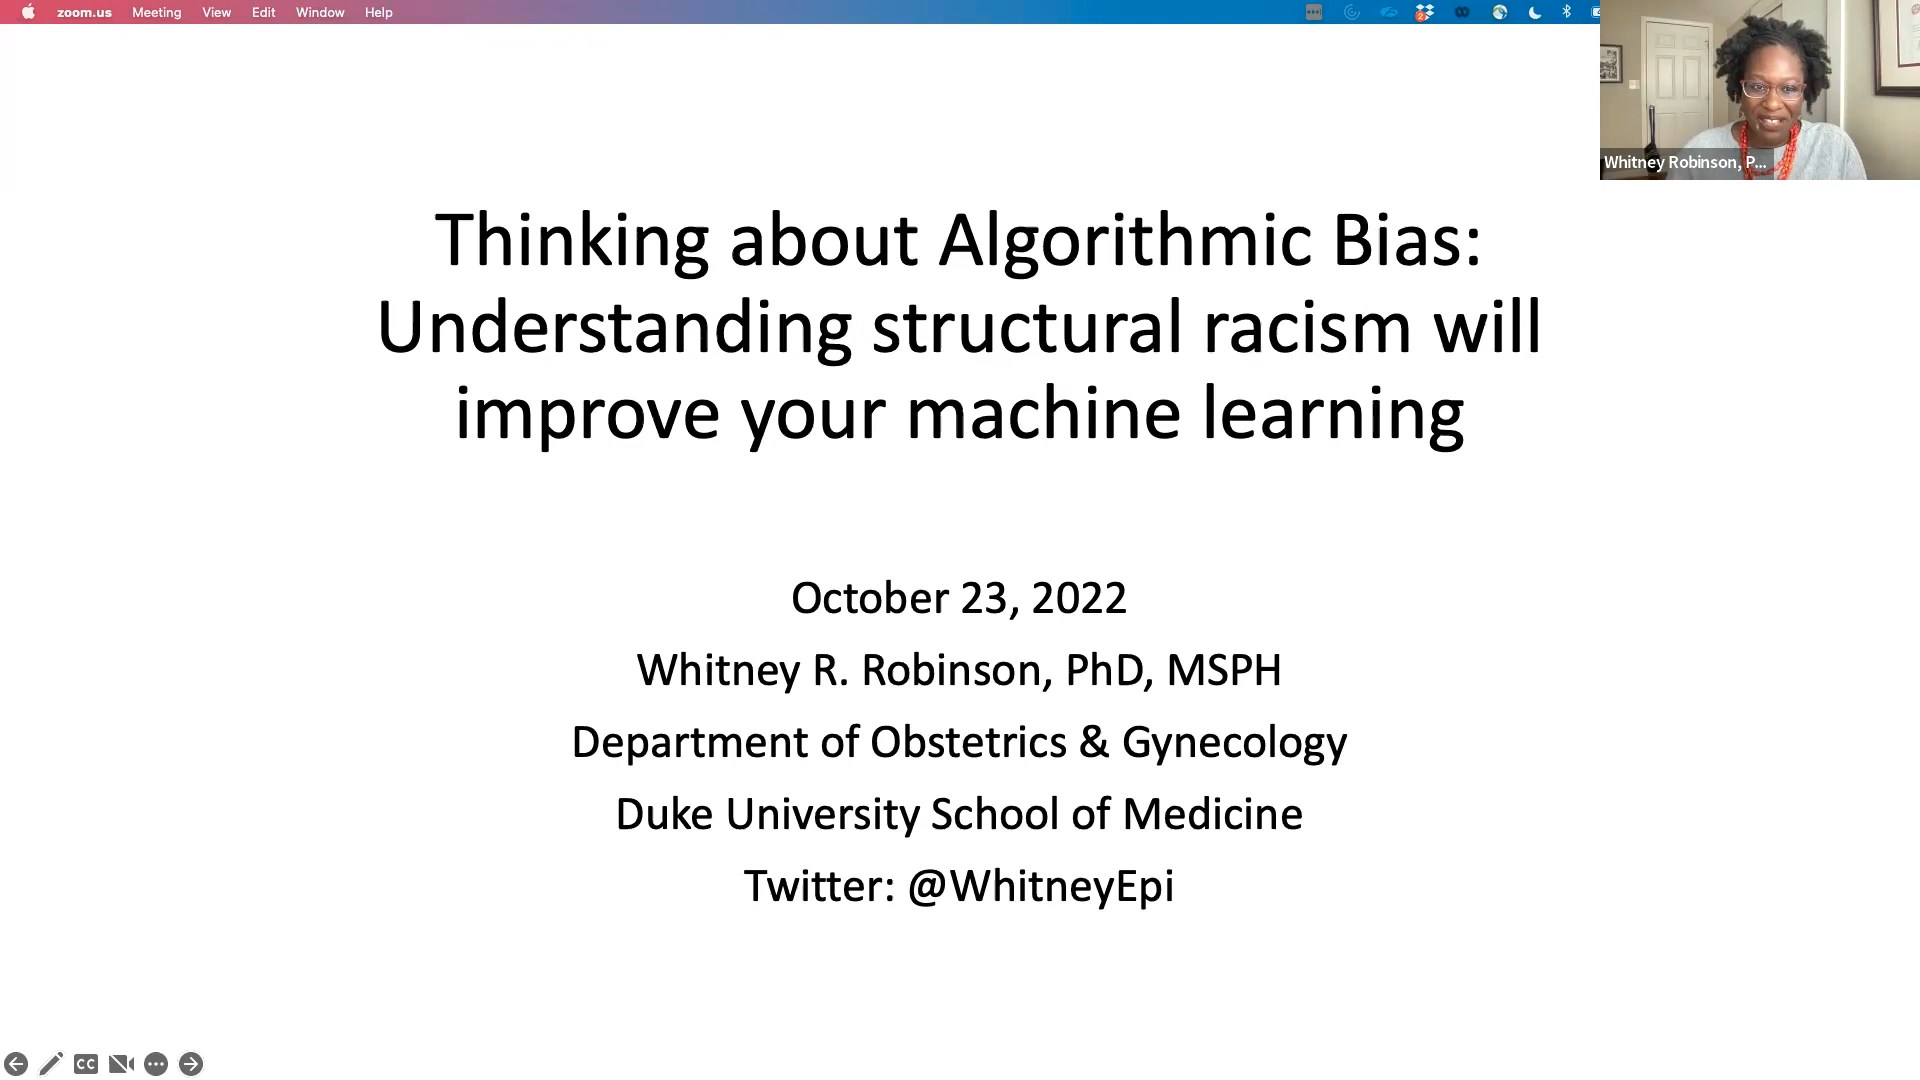 zoom.us Meeting View Edit Window Help
2
Whitney Robinson, P...
Thinking about Algorithmic Bias:
Understanding structural racism will
improve your machine learning
October 23, 2022
Whitney R. Robinson, PhD, MSPH
Department of Obstetrics & Gynecology
Duke University School of Medicine
Twitter: @WhitneyEpi
CC